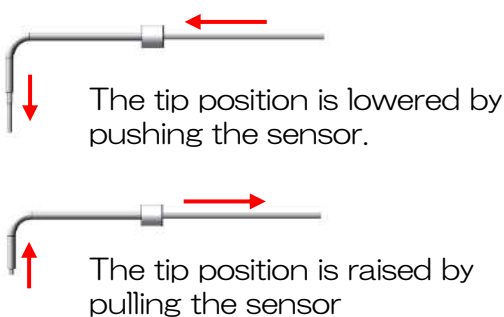 The tip position is lowered by
pushing the sensor.
The tip position is raised by
pulling the sensor